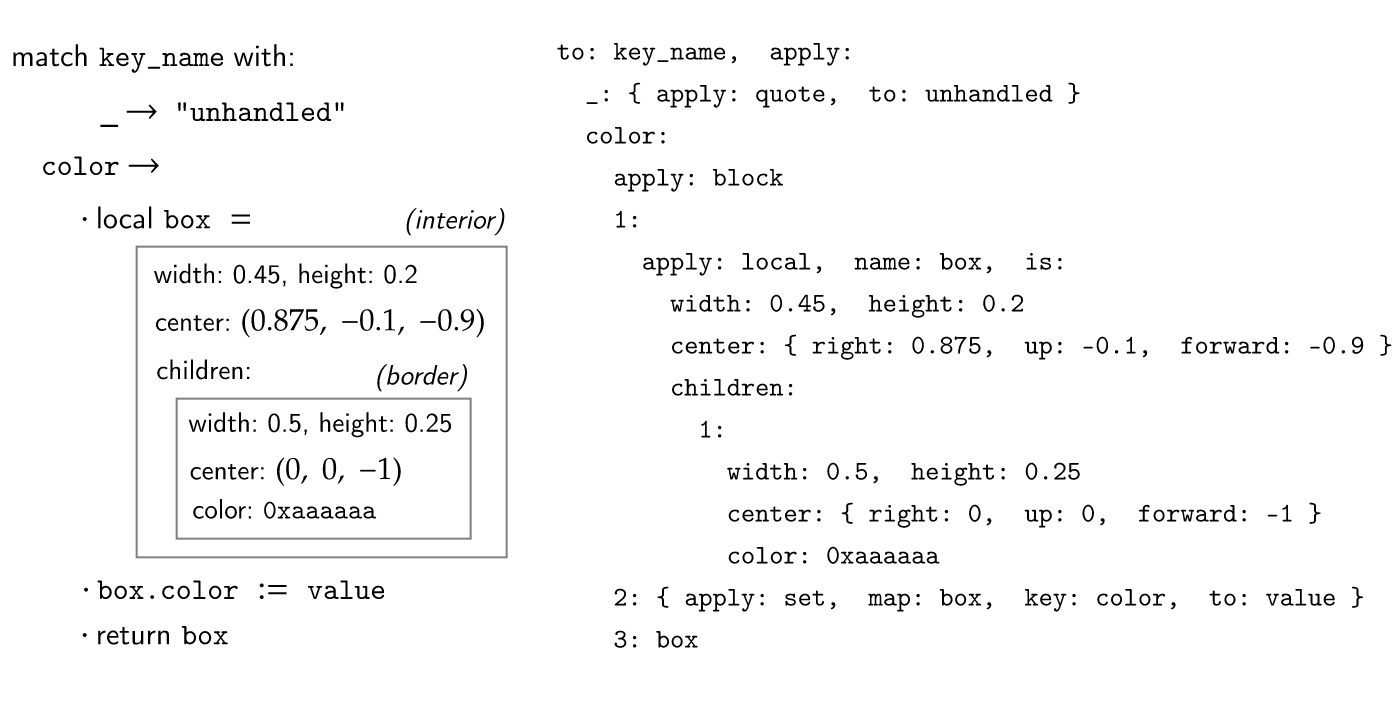 match key_name with:
_ → "unhandled"
color →
· local box = (interior)
width: 0.45, height: 0.2
center: (0.875, −0.1, −0.9)
children: (border)
width: 0.5, height: 0.25
center: (0, 0, −1)
color: 0xaaaaaa
· box.color := value
· return box
to: key_name, apply:
_: { apply: quote, to: unhandled }
color:
apply: block
1:
apply: local, name: box, is:
width: 0.45, height: 0.2
center: { right: 0.875, up: -0.1, forward: -0.9 }
children:
1:
width: 0.5, height: 0.25
center: { right: 0, up: 0, forward: -1 }
color: 0xaaaaaa
2: { apply: set, map: box, key: color, to: value }
3: box